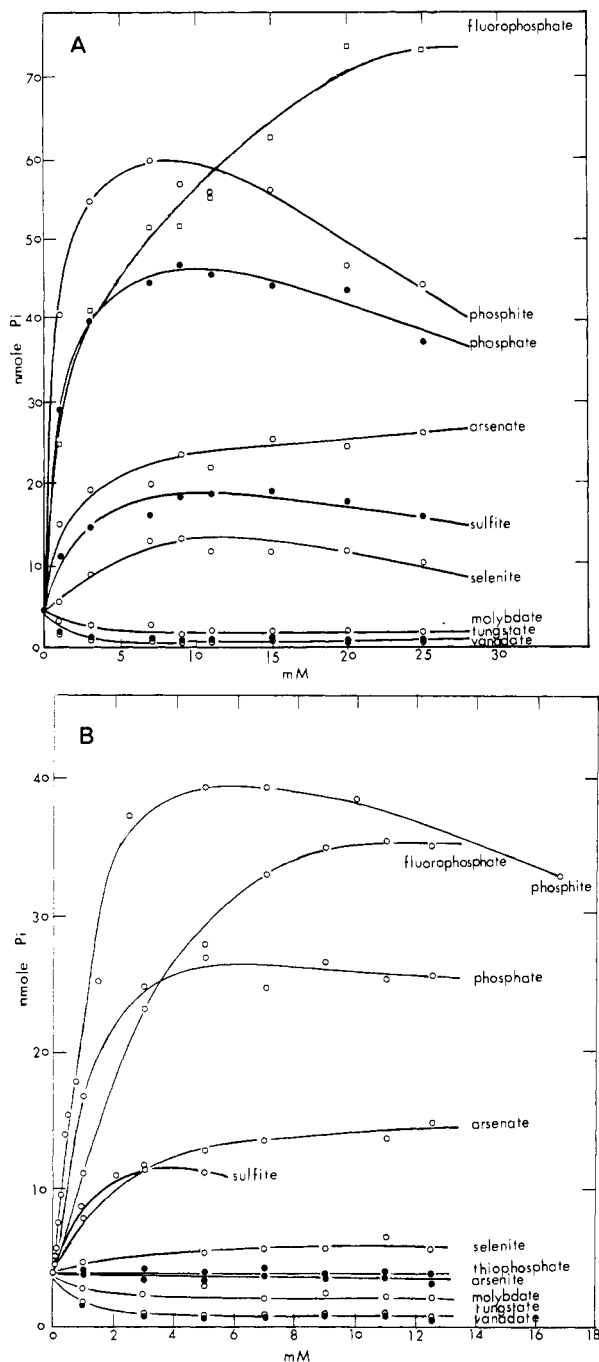 A
fluorophosphate
70
60
50
40
30
20
10
0
nmole Pi
phosphite
phosphate
arsenate
sulfite
selenite
molybdate
tungstate
vanadate
0 5 10 15 20 25 30
mM
B
40
30
20
10
0
nmole Pi
fluorophosphate
phosphite
phosphate
arsenate
sulfite
selenite
thiophosphate
arsenite
molybdate
tungstate
vanadate
0 2 4 6 8 10 12 14 16 18
mM